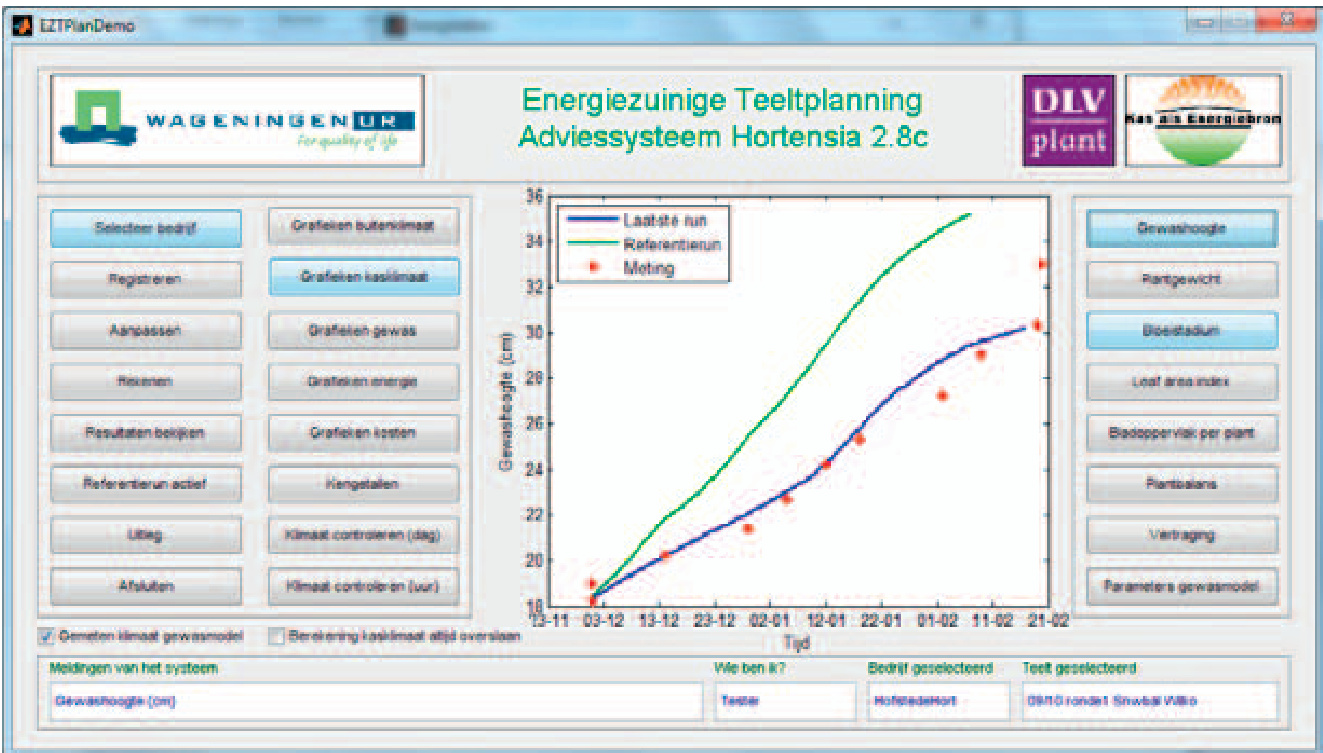 EZTPlanDemo
WAGENINGEN UR
For quality of life
Energiezuinige Teeltplanning
Adviessysteem Hortensia 2.8c
DLV
plant
Kas als Energiebron
Selecteer bedrijf
Registreren
Aanpassen
Rekenen
Resultaten bekijken
Referentierun actief
Uitleg
Afsluiten
Grafieken buitenklimaat
Grafieken kasklimaat
Grafieken gewas
Grafieken energie
Grafieken kosten
Kengetallen
Klimaat controleren (dag)
Klimaat controleren (uur)
Gewashoogte (cm)
36
34
32
30
28
26
24
22
20
18
Laatste run
Referentierun
Meting
13-11 03-12 13-12 23-12 02-01 12-01 22-01 01-02 11-02 21-02
Tijd
Gewashoogte
Plantgewicht
Bloeistadium
Leaf area index
Bladoppervlak per plant
Plantbalans
Vertraging
Parameters gewasmodel
Gemeten klimaat gewasmodel
Berekening kasklimaat altijd overslaan
Meldingen van het systeem
Gewashoogte (cm)
Wie ben ik?
Tester
Bedrijf geselecteerd
HofstedeHort
Teelt geselecteerd
09/10 ronde1 Snwbal Wilko